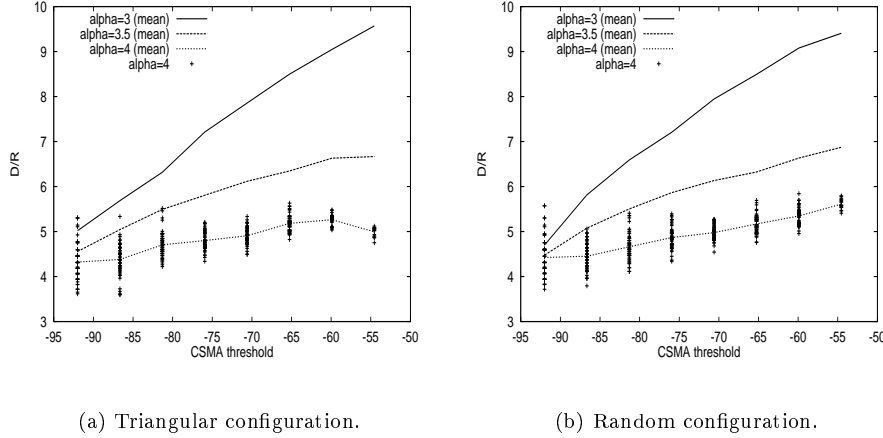 10
9
8
7
6
5
4
3
D/R
alpha=3 (mean)
alpha=3.5 (mean)
alpha=4 (mean)
alpha=4
-95 -90 -85 -80 -75 -70 -65 -60 -55 -50
CSMA threshold
(a) Triangular configuration.
10
9
8
7
6
5
4
3
D/R
alpha=3 (mean)
alpha=3.5 (mean)
alpha=4 (mean)
alpha=4
-95 -90 -85 -80 -75 -70 -65 -60 -55 -50
CSMA threshold
(b) Random configuration.